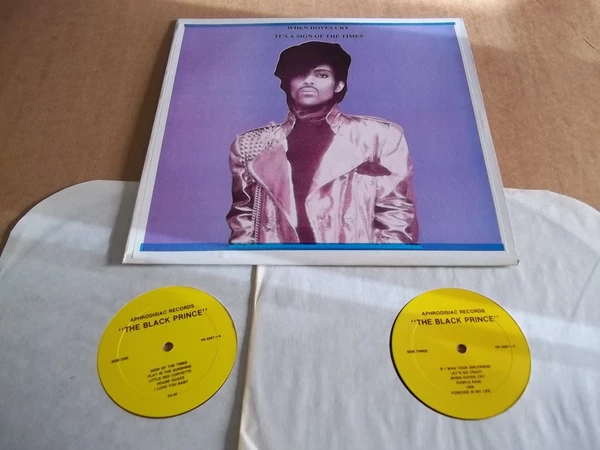 WHEN DOVES CRY
IT'S A SIGN OF THE TIMES
APHRODISIAC RECORDS
"THE BLACK PRINCE"
SIDE ONE
SIGN OF THE TIMES
PLAY IN THE SUNSHINE
LITTLE RED CORVETTE
HOUSE QUAKE
I LOVE YOU BABY
APHRODISIAC RECORDS
"THE BLACK PRINCE"
SIDE THREE
IF I WAS YOUR GIRLFRIEND
LET'S GO CRAZY
WHEN DOVES CRY
PURPLE RAIN
1999
FOREVER IN MY LIFE